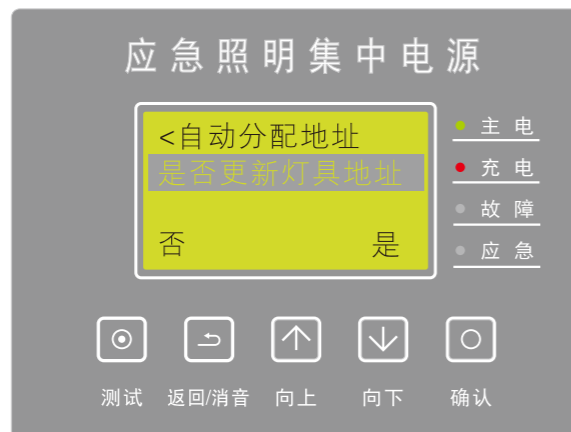 应急照明集中电源
<自动分配地址
是否更新灯具地址
否 是
主电
充电
故障
应急
测试 返回/消音 向上 向下 确认